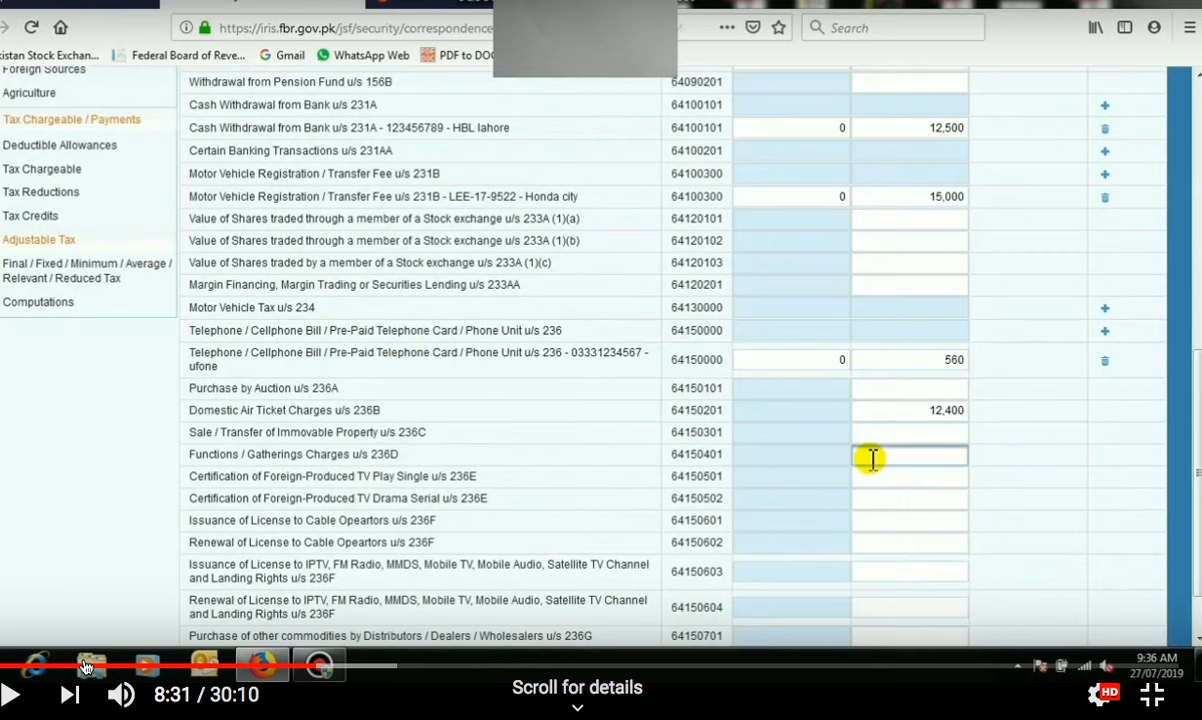 https://iris.fbr.gov.pk/jsf/security/correspondence
Search
istan Stock Exchan...
Federal Board of Reve...
Gmail
WhatsApp Web
PDF to DO
Foreign Sources
Agriculture
Tax Chargeable / Payments
Deductible Allowances
Tax Chargeable
Tax Reductions
Tax Credits
Adjustable Tax
Final / Fixed / Minimum / Average /
Relevant / Reduced Tax
Computations
Withdrawal from Pension Fund u/s 156B 64090201
Cash Withdrawal from Bank u/s 231A 64100101
Cash Withdrawal from Bank u/s 231A - 123456789 - HBL lahore 64100101 0 12,500
Certain Banking Transactions u/s 231AA 64100201
Motor Vehicle Registration / Transfer Fee u/s 231B 64100300
Motor Vehicle Registration / Transfer Fee u/s 231B - LEE-17-9522 - Honda city 64100300 0 15,000
Value of Shares traded through a member of a Stock exchange u/s 233A (1)(a) 64120101
Value of Shares traded through a member of a Stock exchange u/s 233A (1)(b) 64120102
Value of Shares traded by a member of a Stock exchange u/s 233A (1)(c) 64120103
Margin Financing, Margin Trading or Securities Lending u/s 233AA 64120201
Motor Vehicle Tax u/s 234 64130000
Telephone / Cellphone Bill / Pre-Paid Telephone Card / Phone Unit u/s 236 64150000
Telephone / Cellphone Bill / Pre-Paid Telephone Card / Phone Unit u/s 236 - 03331234567 -
ufone 64150000 0 560
Purchase by Auction u/s 236A 64150101
Domestic Air Ticket Charges u/s 236B 64150201 12,400
Sale / Transfer of Immovable Property u/s 236C 64150301
Functions / Gatherings Charges u/s 236D 64150401
Certification of Foreign-Produced TV Play Single u/s 236E 64150501
Certification of Foreign-Produced TV Drama Serial u/s 236E 64150502
Issuance of License to Cable Opeartors u/s 236F 64150601
Renewal of License to Cable Opeartors u/s 236F 64150602
Issuance of License to IPTV, FM Radio, MMDS, Mobile TV, Mobile Audio, Satellite TV Channel
and Landing Rights u/s 236F 64150603
Renewal of License to IPTV, FM Radio, MMDS, Mobile TV, Mobile Audio, Satellite TV Channel
and Landing Rights u/s 236F 64150604
Purchase of other commodities by Distributors / Dealers / Wholesalers u/s 236G 64150701
9:36 AM
27/07/2019
8:31 / 30:10
Scroll for details
HD